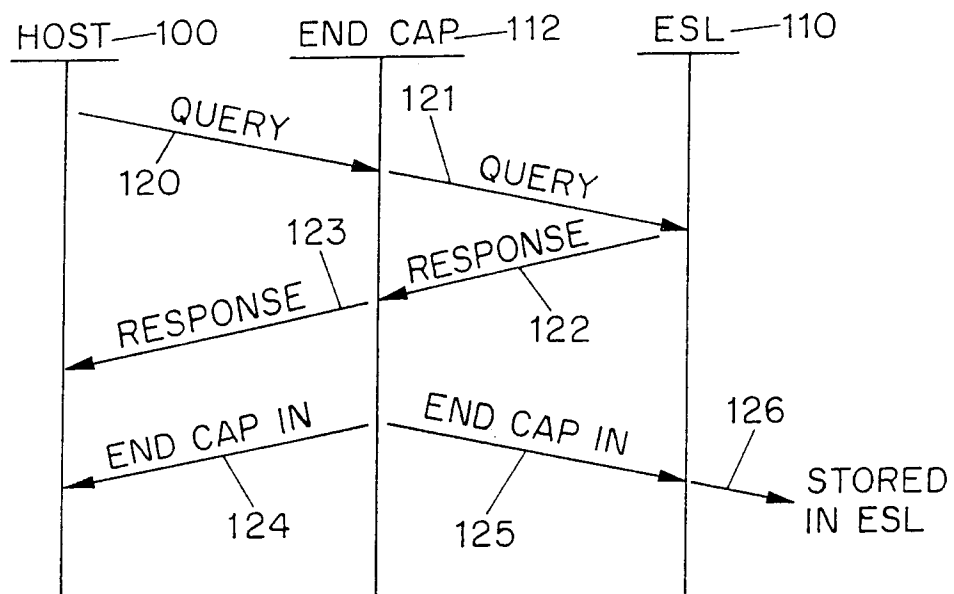 HOST 100
END CAP 112
ESL 110
QUERY
120
121
QUERY
123
RESPONSE
122
RESPONSE
END CAP IN
124
END CAP IN
125
126
STORED
IN ESL